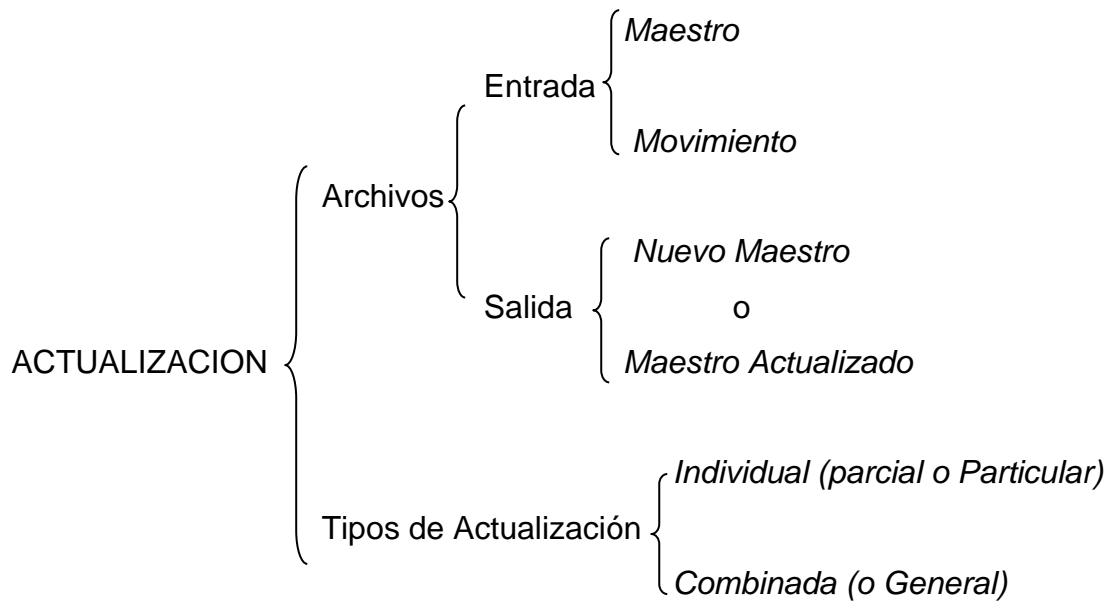 Maestro
Entrada
Movimiento
Archivos
Nuevo Maestro
Salida
o
ACTUALIZACION
Maestro Actualizado
Individual (parcial o Particular)
Tipos de Actualización
Combinada (o General)